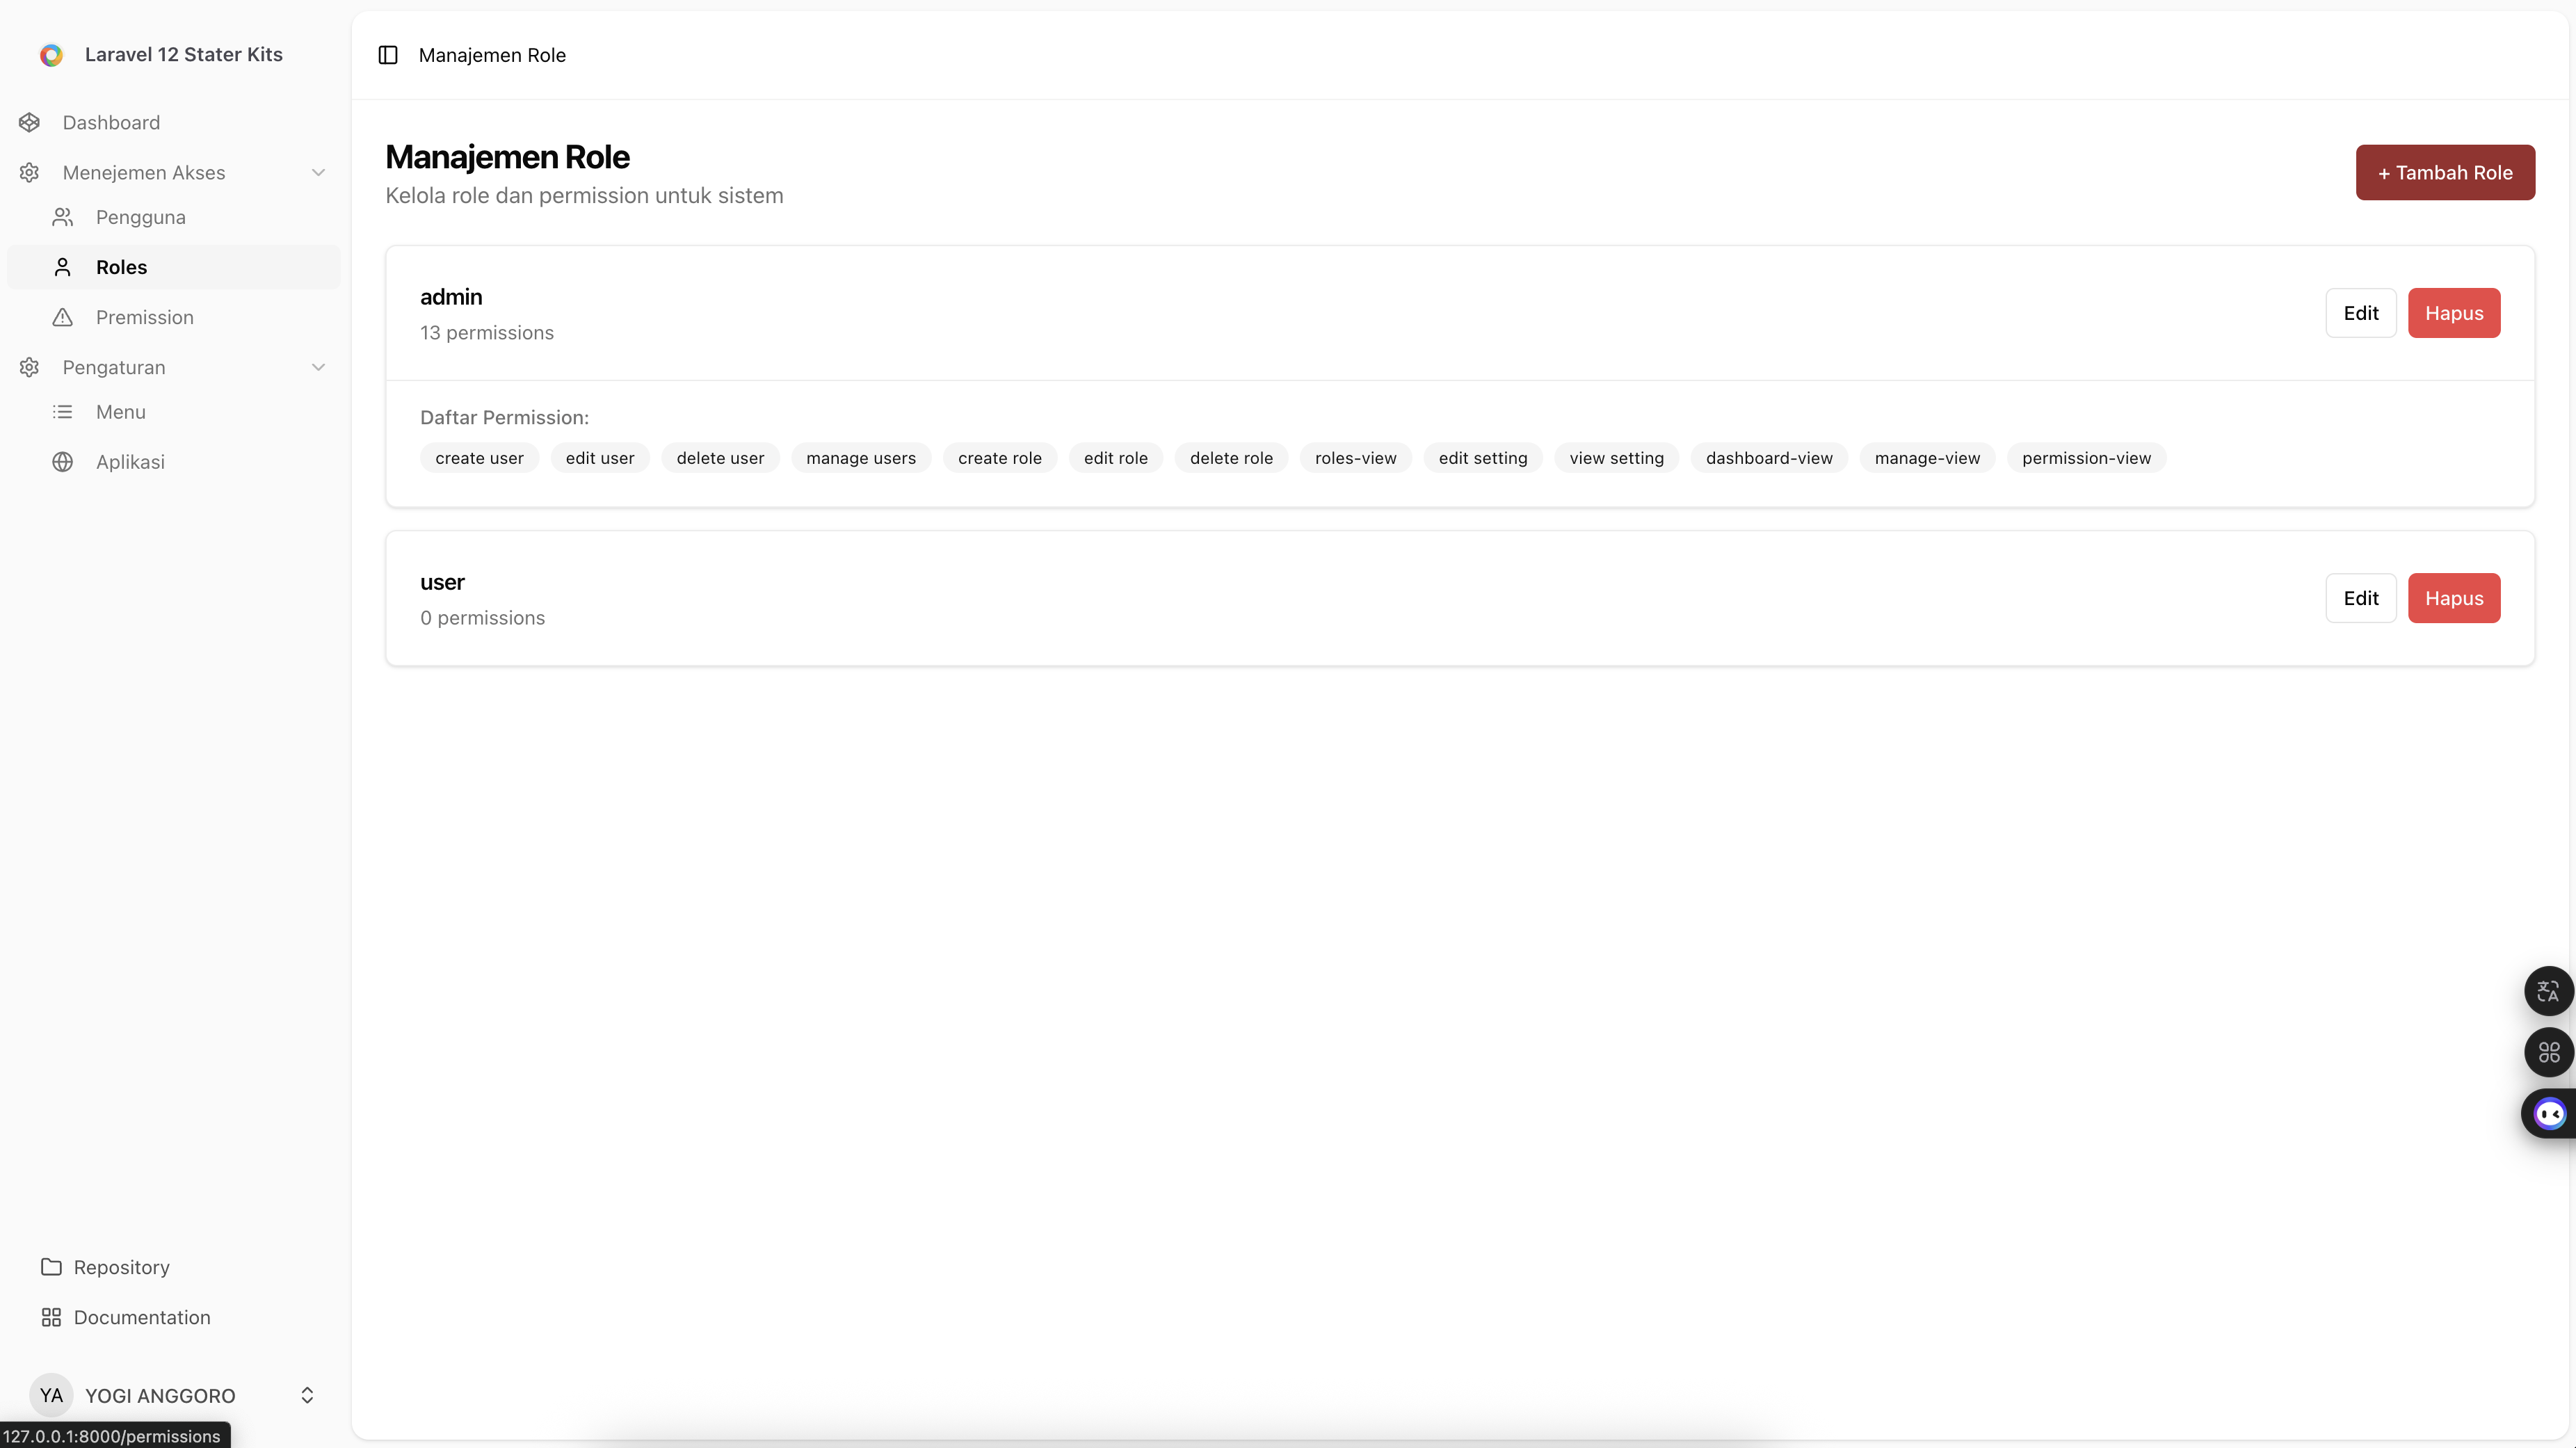 Laravel 12 Stater Kits
Dashboard
Menejemen Akses
Pengguna
Roles
Premission
Pengaturan
Menu
Aplikasi
Repository
Documentation
YA YOGI ANGGORO
127.0.0.1:8000/permissions
Manajemen Role
Manajemen Role
Kelola role dan permission untuk sistem
+ Tambah Role
admin
13 permissions
Edit Hapus
Daftar Permission:
create user edit user delete user manage users create role edit role delete role roles-view edit setting view setting dashboard-view manage-view permission-view
user
0 permissions
Edit Hapus